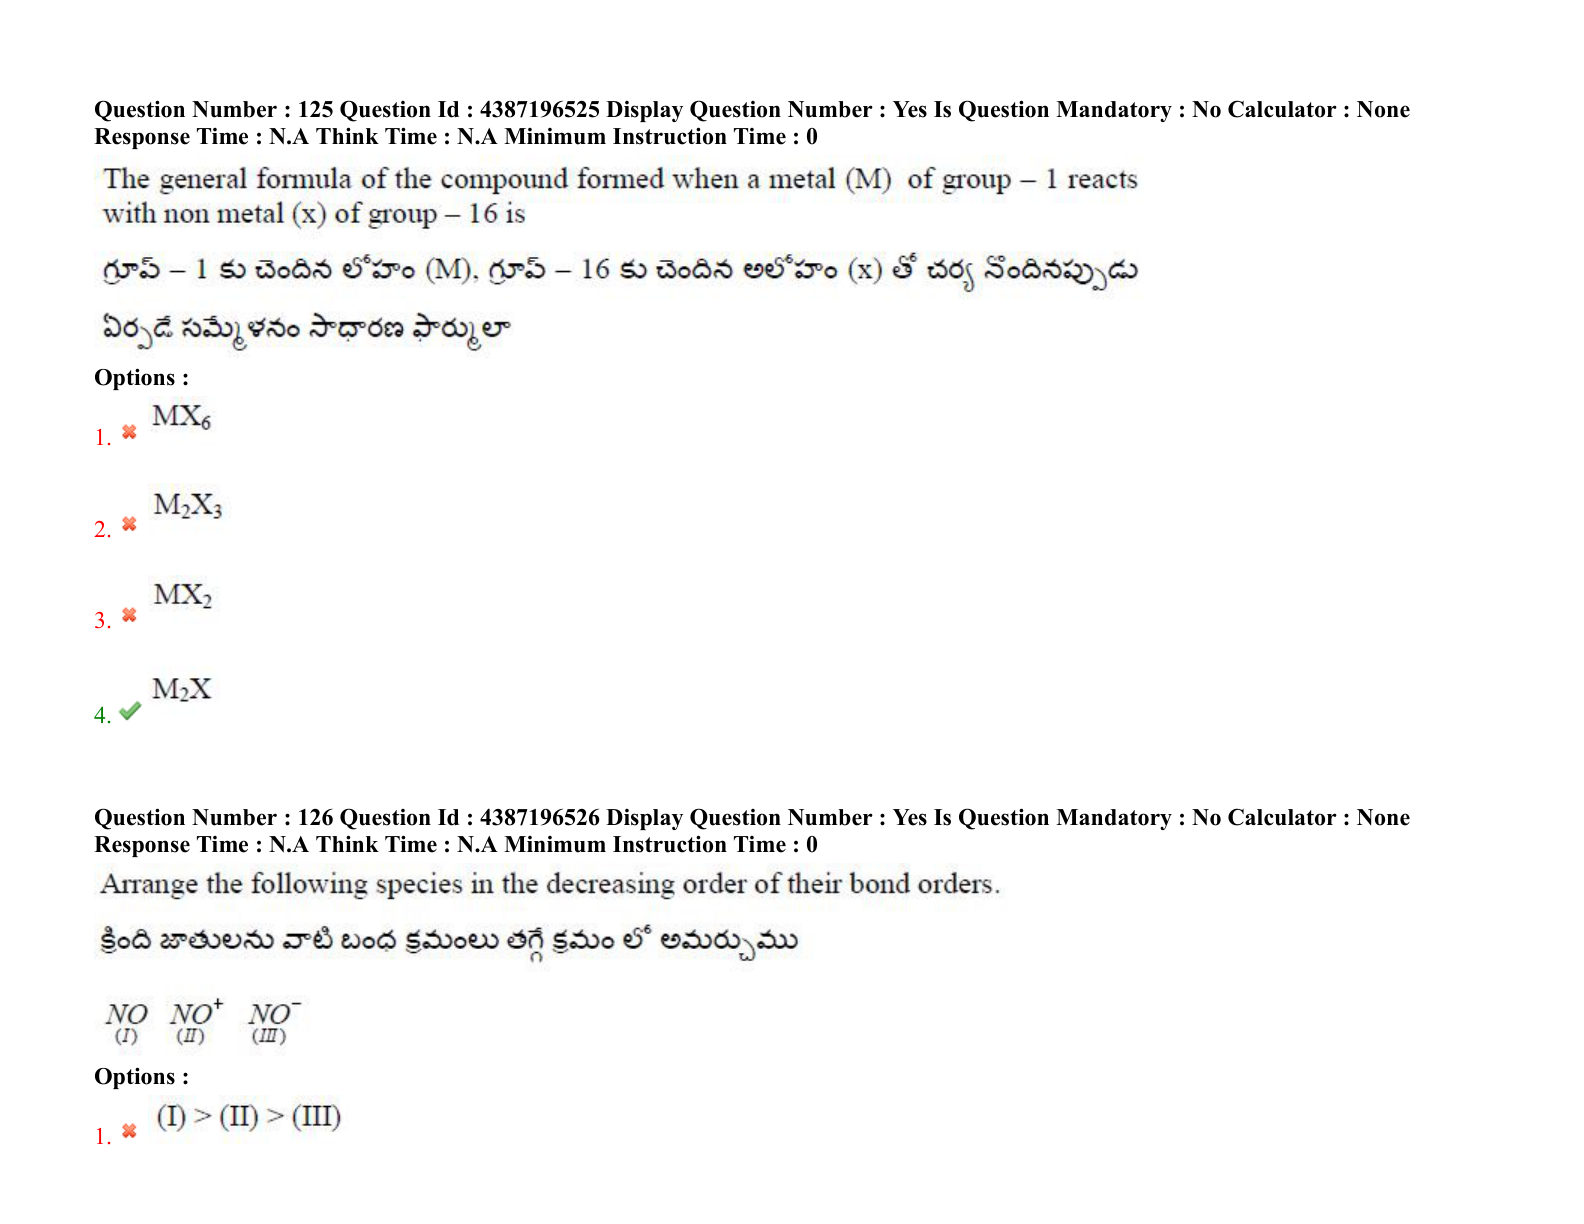 Question Number : 125 Question Id : 4387196525 Display Question Number : Yes Is Question Mandatory : No Calculator : None
Response Time : N.A Think Time : N.A Minimum Instruction Time : 0
The general formula of the compound formed when a metal (M) of group – 1 reacts
with non metal (x) of group – 16 is
గ్రూప్ – 1 కు చెందిన లోహం (M), గ్రూప్ – 16 కు చెందిన అలోహం (x) తో చర్య నొందినప్పుడు
ఏర్పడే సమ్మేళనం సాధారణ ఫార్ములా
Options :
1. MX₆
2. M₂X₃
3. MX₂
4. M₂X
Question Number : 126 Question Id : 4387196526 Display Question Number : Yes Is Question Mandatory : No Calculator : None
Response Time : N.A Think Time : N.A Minimum Instruction Time : 0
Arrange the following species in the decreasing order of their bond orders.
క్రింది జాతులను వాటి బంధ క్రమంలు తగ్గే క్రమం లో అమర్చుము
NO NO⁺ NO⁻
(I) (II) (III)
Options :
1. (I) > (II) > (III)